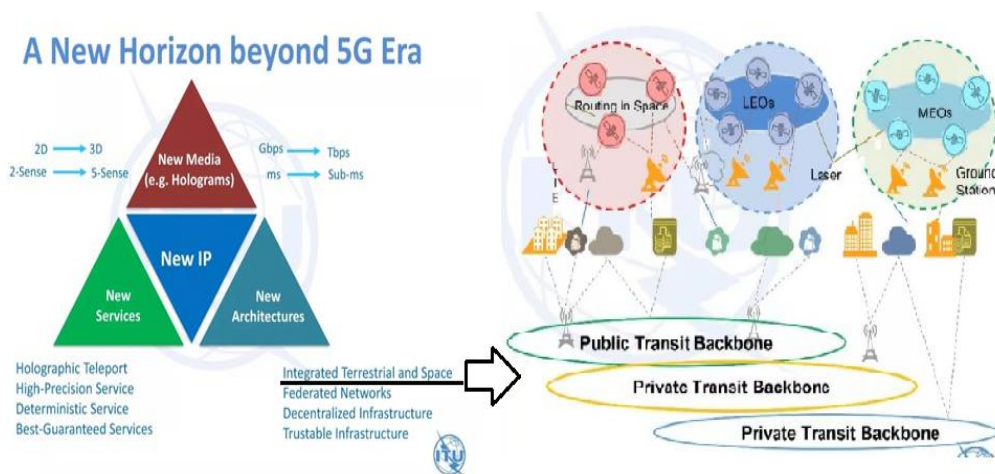 A New Horizon beyond 5G Era
2D
3D
2-Sense
5-Sense
Gbps
Tbps
ms
Sub-ms
New Media
(e.g. Holograms)
New IP
New
Services
New
Architectures
Holographic Teleport
High-Precision Service
Deterministic Service
Best-Guaranteed Services
Integrated Terrestrial and Space
Federated Networks
Decentralized Infrastructure
Trustable Infrastructure
ITU
Routing in Space
LEOs
MEOs
Laser
Ground
Station
Public Transit Backbone
Private Transit Backbone
Private Transit Backbone